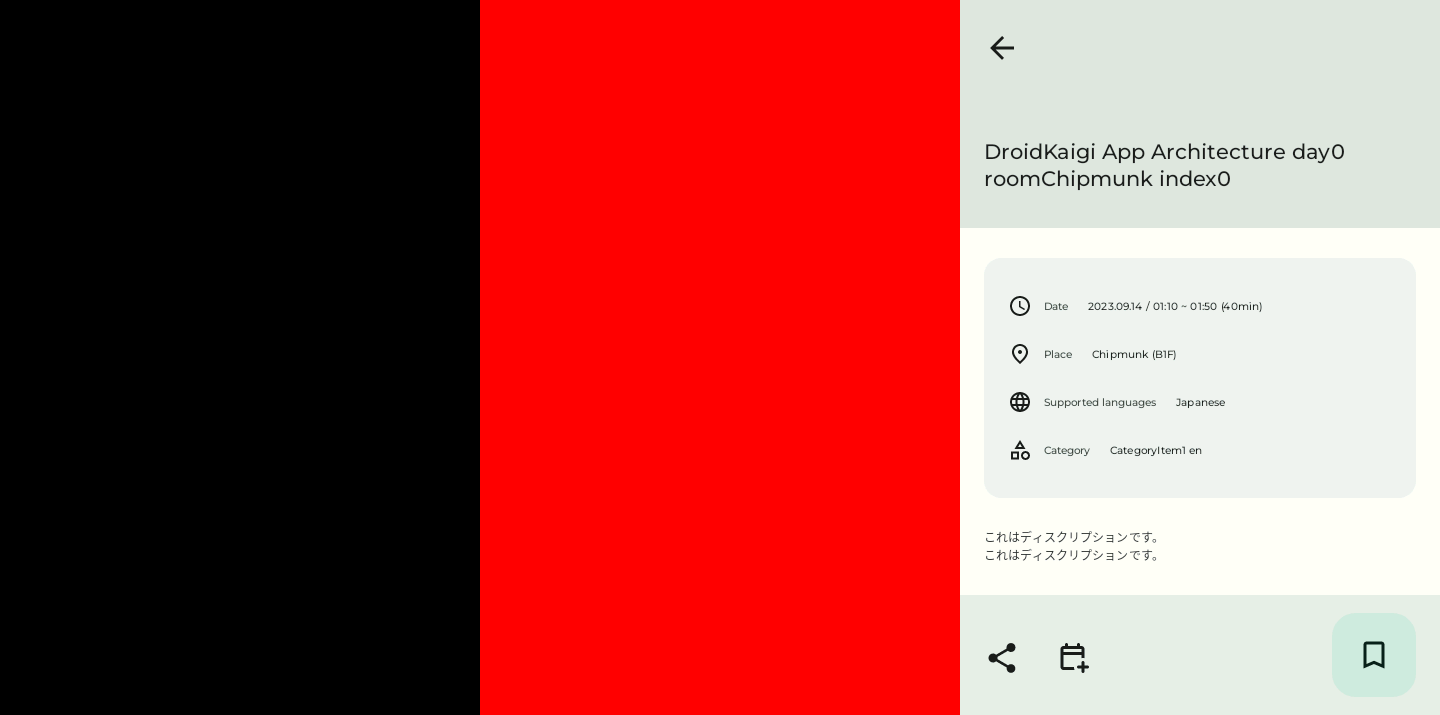 DroidKaigi App Architecture day0
roomChipmunk index0
Date 2023.09.14 / 01:10 ~ 01:50 (40min)
Place Chipmunk (B1F)
Supported languages Japanese
Category CategoryItem1 en
これはディスクリプションです。
これはディスクリプションです。